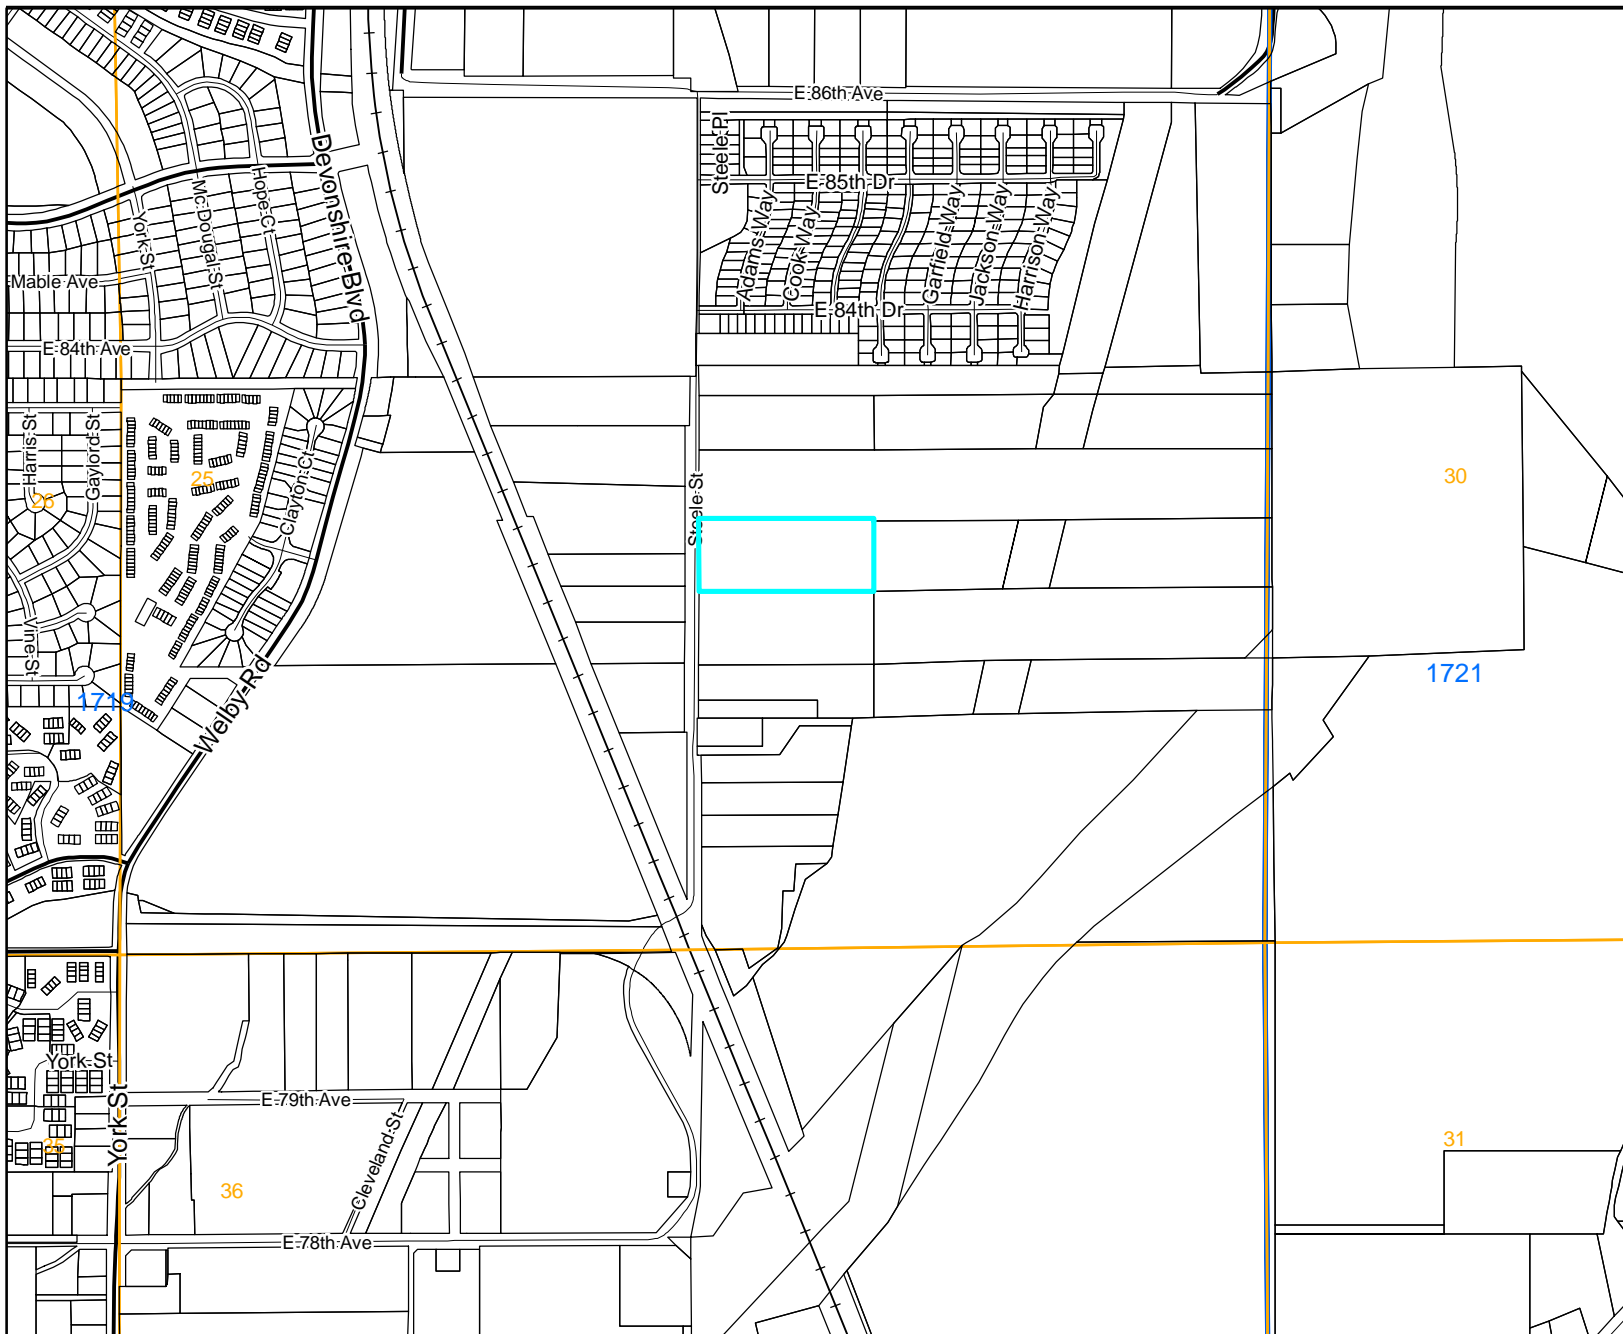 E 86th Ave
Steele Pl
Devonshire Blvd
E 85th Dr
Hope Ct
Mc Dougal St
York St
Adams Way
Cook Way
Garfield Way
Jackson Way
Harrison Way
Mable Ave
E 84th Dr
E 84th Ave
Harris St
Gaylord St
Clayton Ct
25
26
30
Steele St
Vine St
1719
Welby Rd
1721
York St
York St
E 79th Ave
Cleveland St
35
36
31
E 78th Ave